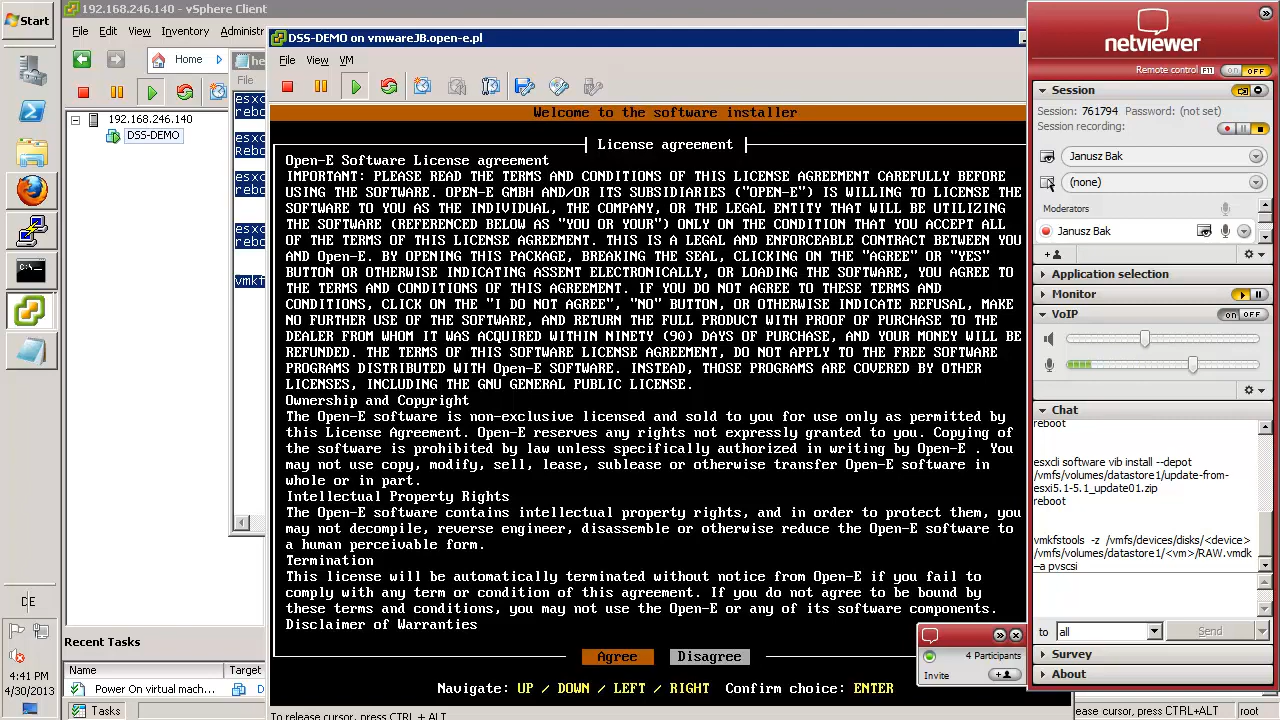 Start
192.168.246.140 - vSphere Client
File
Edit
View
Inventory
Administr
Home
192.168.246.140
DSS-DEMO
he
File
esxc
rebo
esxc
Rebo
esxc
rebo
esxc
rebo
vmkf
Recent Tasks
Name
Target
Power On virtual mach...
D
Tasks
DE
4:41 PM
4/30/2013
DSS-DEMO on vmwareJB.open-e.pl
File
View
VM
Welcome to the software installer
License agreement
Open-E Software License agreement
IMPORTANT: PLEASE READ THE TERMS AND CONDITIONS OF THIS LICENSE AGREEMENT CAREFULLY BEFORE
USING THE SOFTWARE. OPEN-E GMBH AND/OR ITS SUBSIDIARIES ("OPEN-E") IS WILLING TO LICENSE THE
SOFTWARE TO YOU AS THE INDIVIDUAL, THE COMPANY, OR THE LEGAL ENTITY THAT WILL BE UTILIZING
THE SOFTWARE (REFERENCED BELOW AS "YOU OR YOUR") ONLY ON THE CONDITION THAT YOU ACCEPT ALL
OF THE TERMS OF THIS LICENSE AGREEMENT. THIS IS A LEGAL AND ENFORCEABLE CONTRACT BETWEEN YOU
AND Open-E. BY OPENING THIS PACKAGE, BREAKING THE SEAL, CLICKING ON THE "AGREE" OR "YES"
BUTTON OR OTHERWISE INDICATING ASSENT ELECTRONICALLY, OR LOADING THE SOFTWARE, YOU AGREE TO
THE TERMS AND CONDITIONS OF THIS AGREEMENT. IF YOU DO NOT AGREE TO THESE TERMS AND
CONDITIONS, CLICK ON THE "I DO NOT AGREE", "NO" BUTTON, OR OTHERWISE INDICATE REFUSAL, MAKE
NO FURTHER USE OF THE SOFTWARE, AND RETURN THE FULL PRODUCT WITH PROOF OF PURCHASE TO THE
DEALER FROM WHOM IT WAS ACQUIRED WITHIN NINETY (90) DAYS OF PURCHASE, AND YOUR MONEY WILL BE
REFUNDED. THE TERMS OF THIS SOFTWARE LICENSE AGREEMENT, DO NOT APPLY TO THE FREE SOFTWARE
PROGRAMS DISTRIBUTED WITH Open-E SOFTWARE. INSTEAD, THOSE PROGRAMS ARE COVERED BY OTHER
LICENSES, INCLUDING THE GNU GENERAL PUBLIC LICENSE.
Ownership and Copyright
The Open-E software is non-exclusive licensed and sold to you for use only as permitted by
this License Agreement. Open-E reserves any rights not expressly granted to you. Copying of
the software is prohibited by law unless specifically authorized in writing by Open-E . You
may not use copy, modify, sell, lease, sublease or otherwise transfer Open-E software in
whole or in part.
Intellectual Property Rights
The Open-E software contains intellectual property rights, and in order to protect them, you
may not decompile, reverse engineer, disassemble or otherwise reduce the Open-E Software to
a human perceivable form.
Termination
This license will be automatically terminated without notice from Open-E if you fail to
comply with any term or condition of this agreement. If you do not agree to be bound by
these terms and conditions, you may not use the Open-E or any of its software components.
Disclaimer of Warranties
Agree
Disagree
Navigate: UP / DOWN / LEFT / RIGHT Confirm choice: ENTER
To release cursor, press CTRL + ALT
netviewer
Remote control F11
on OFF
Session
Session: 761794 Password: (not set)
Session recording:
Janusz Bak
(none)
Moderators
Janusz Bak
Application selection
Monitor
VoIP
on OFF
Chat
reboot
esxcli software vib install --depot
/vmfs/volumes/datastore1/update-from-
esxi5.1-5.1_update01.zip
reboot
vmkfstools -z /vmfs/devices/disks/<device>
/vmfs/volumes/datastore1/<vm>/RAW.vmdk
–a pvscsi
to
all
Send
Survey
About
4 Participants
Invite
ease cursor, press CTRL+ALT
root